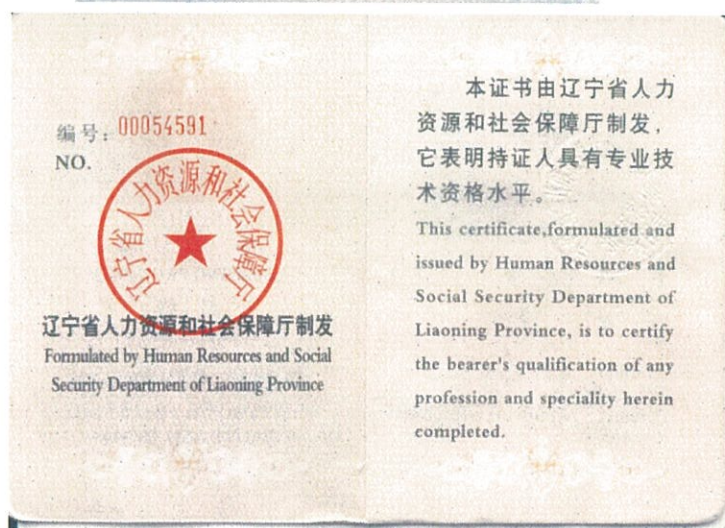 编号：00054591
NO.
辽宁省人力资源和社会保障厅
辽宁省人力资源和社会保障厅制发
Formulated by Human Resources and Social
Security Department of Liaoning Province
本证书由辽宁省人力
资源和社会保障厅制发，
它表明持证人具有专业技
术资格水平。
This certificate,formulated and
issued by Human Resources and
Social Security Department of
Liaoning Province, is to certify
the bearer's qualification of any
profession and speciality herein
completed.